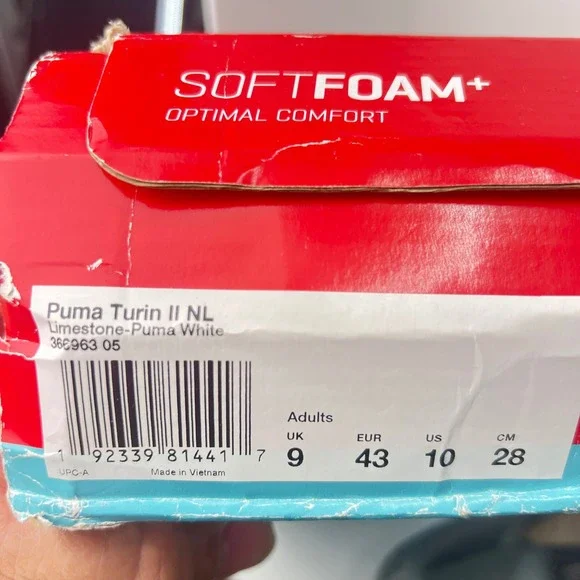 SOFTFOAM+
OPTIMAL COMFORT
Puma Turin II NL
Limestone-Puma White
366963 05
1 92339 81441 7
UPC-A Made in Vietnam
Adults
UK EUR US CM
9 43 10 28